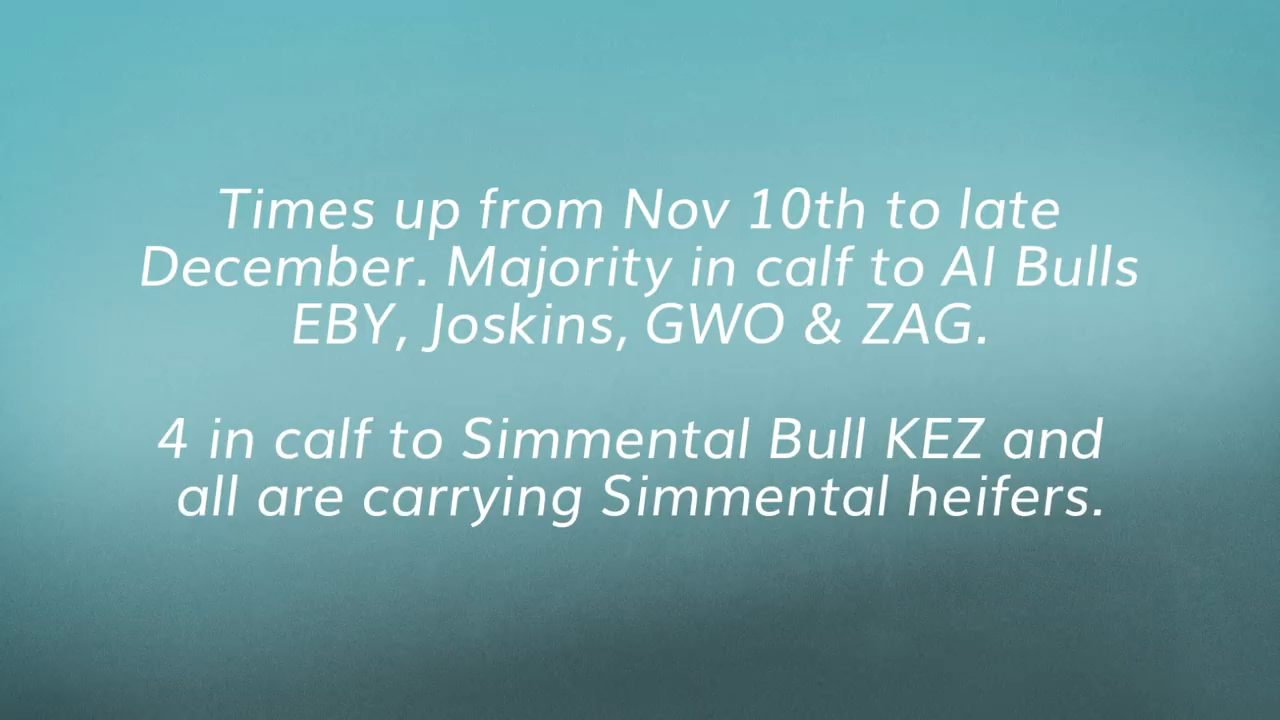 Times up from Nov 10th to late
December. Majority in calf to AI Bulls
EBY, Joskins, GWO & ZAG.
4 in calf to Simmental Bull KEZ and
all are carrying Simmental heifers.